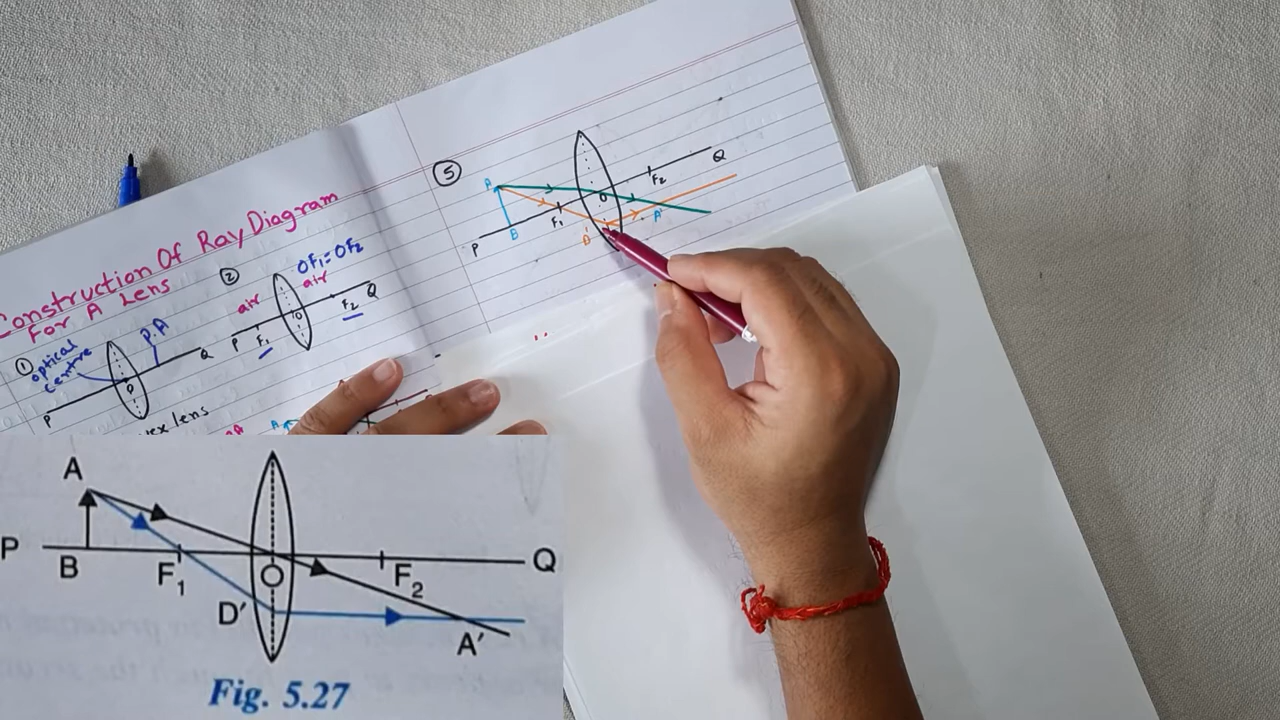 Construction Of Ray Diagram
For A Lens
①
optical
centre
P.A
P
O
Q
②
air
OF₁=OF₂
air
P
F₁
O
F₂
Q
⑤
A
P
B
F₁
O
D'
A'
F₂
Q
A
P
B
F₁
O
D′
F₂
A′
Q
Fig. 5.27